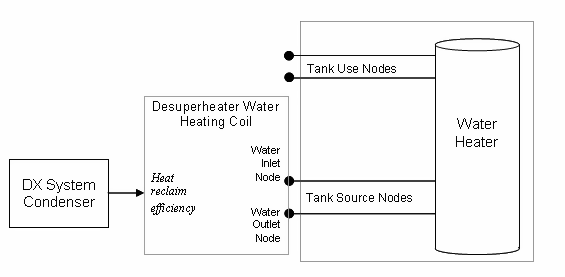 Tank Use Nodes
Desuperheater Water
Heating Coil
Water
Heater
Water
Inlet
Node
DX System
Condenser
Heat
reclaim
efficiency
Tank Source Nodes
Water
Outlet
Node